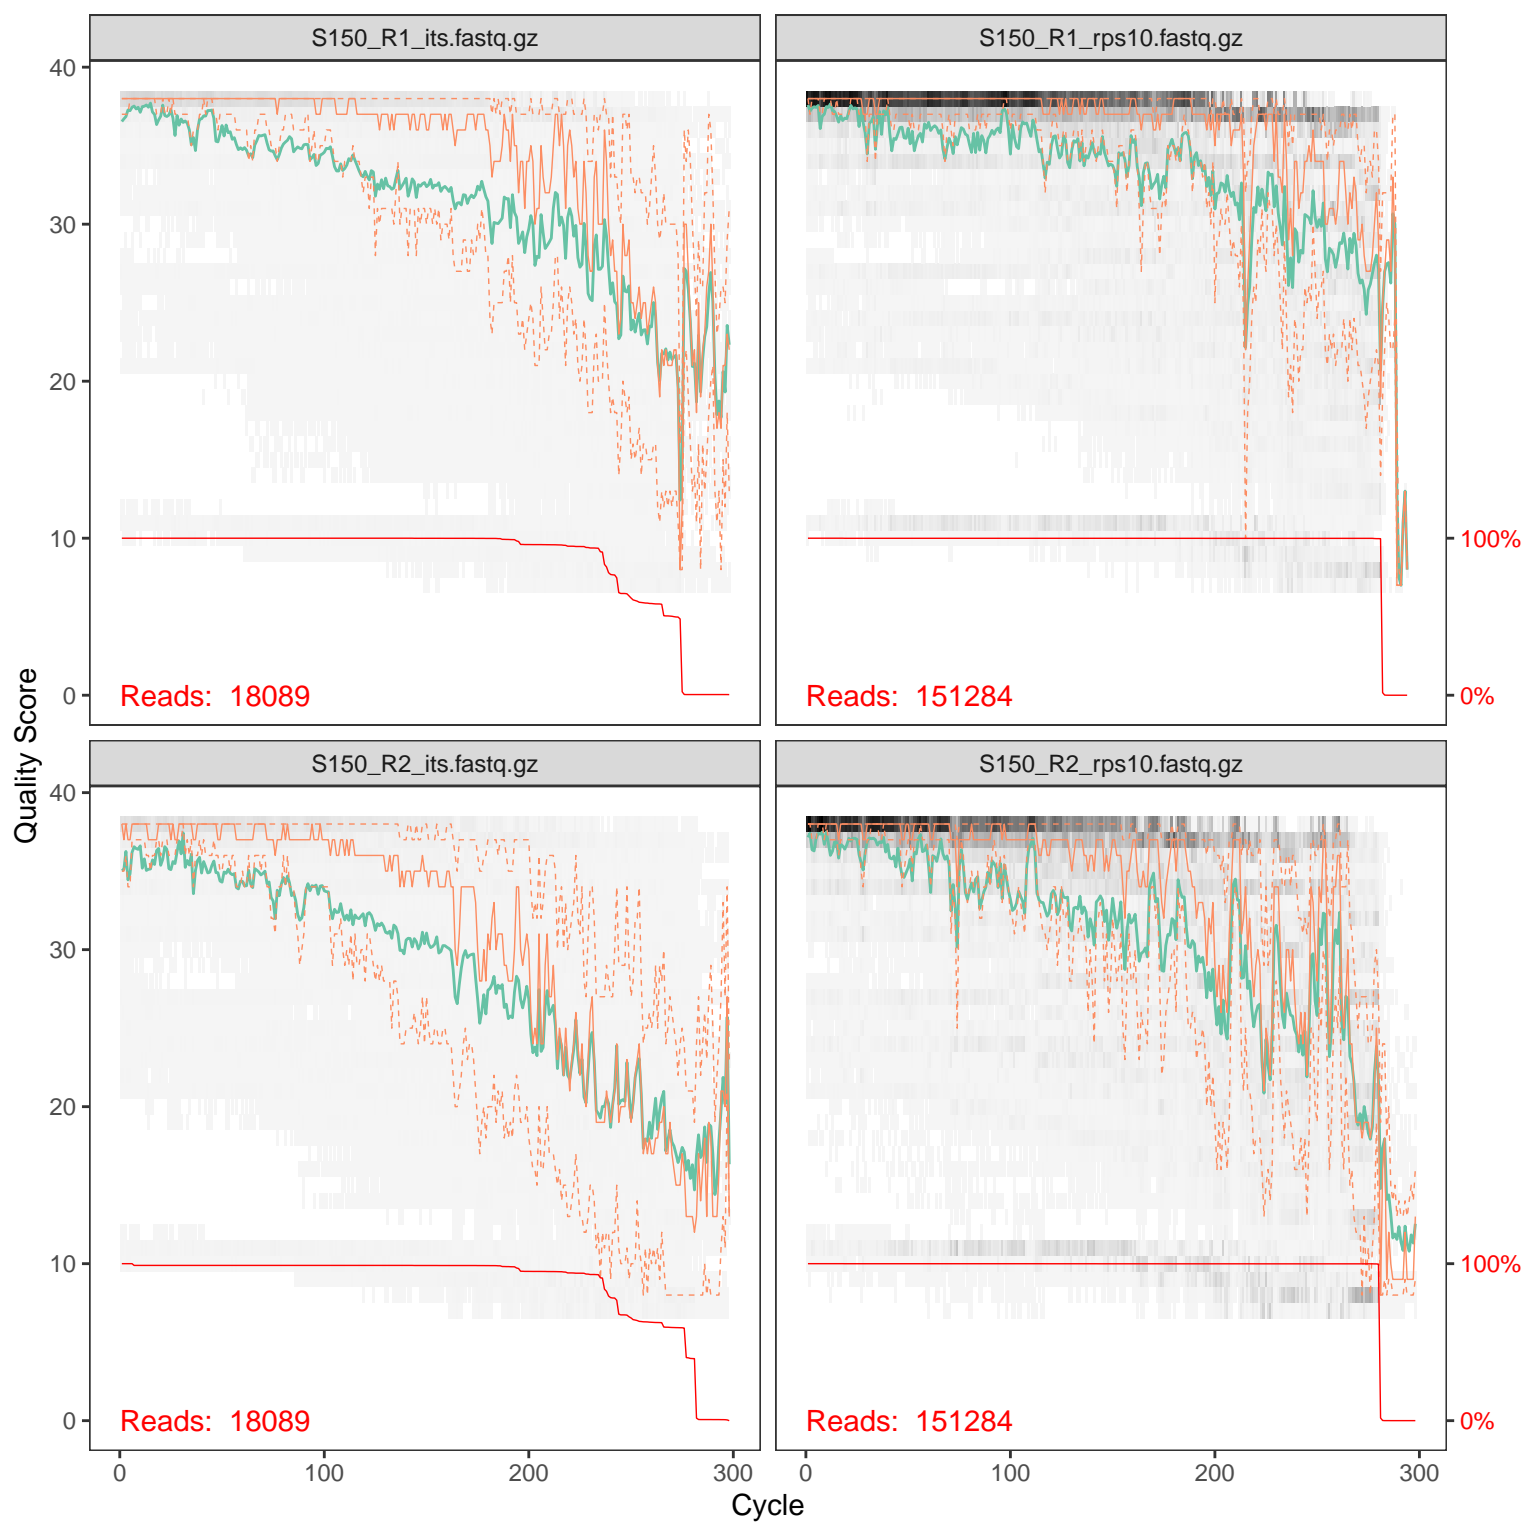 S150_R1_its.fastq.gz
S150_R1_rps10.fastq.gz
40
30
20
10
0
Reads: 18089
Reads: 151284
100%
0%
Quality Score
S150_R2_its.fastq.gz
S150_R2_rps10.fastq.gz
40
30
20
10
0
Reads: 18089
Reads: 151284
100%
0%
0 100 200 300 0 100 200 300
Cycle